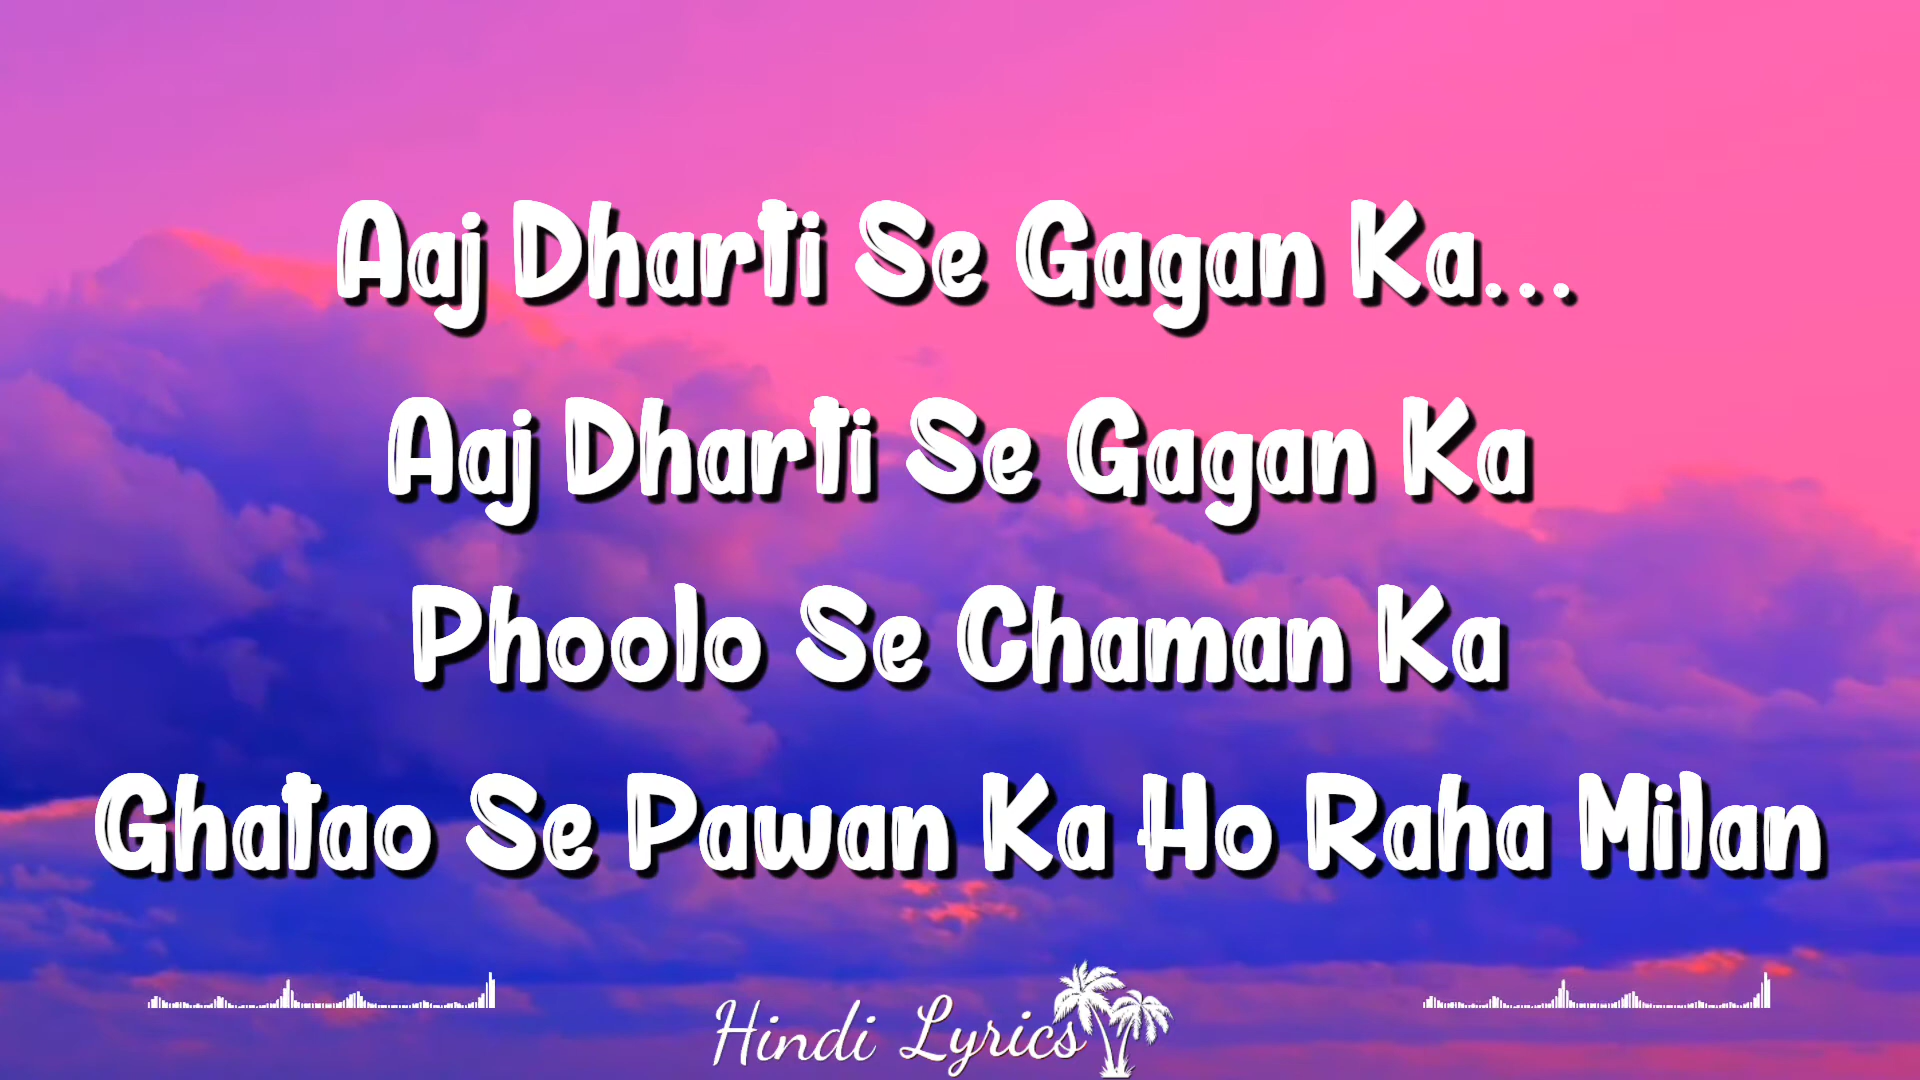 Aaj Dharti Se Gagan Ka...
Aaj Dharti Se Gagan Ka
Phoolo Se Chaman Ka
Ghatao Se Pawan Ka Ho Raha Milan
Hindi Lyrics